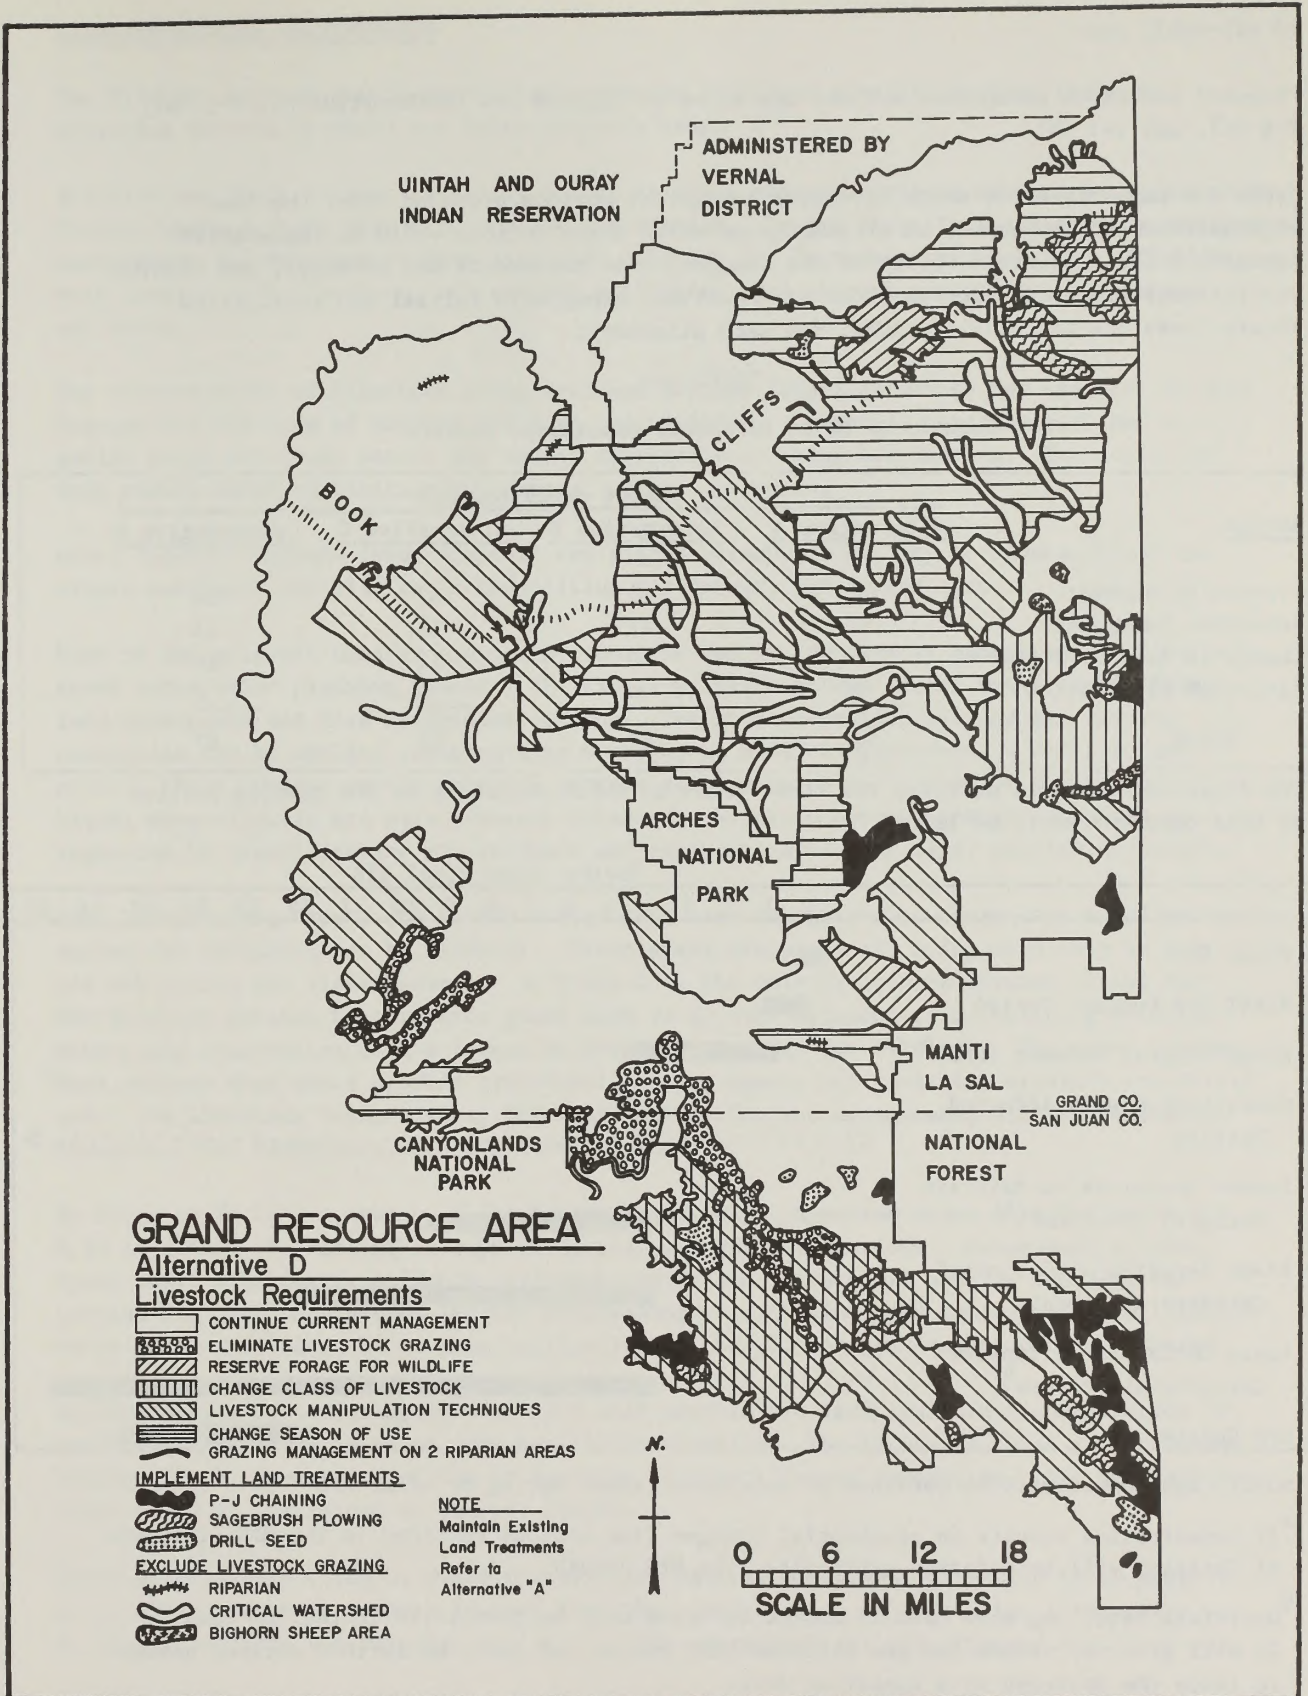 ADMINISTERED BY
VERNAL
DISTRICT
UINTAH AND OURAY
INDIAN RESERVATION
BOOK
CLIFFS
ARCHES
NATIONAL
PARK
MANTI
LA SAL
GRAND CO.
SAN JUAN CO.
NATIONAL
FOREST
CANYONLANDS
NATIONAL
PARK
GRAND RESOURCE AREA
Alternative D
Livestock Requirements
CONTINUE CURRENT MANAGEMENT
ELIMINATE LIVESTOCK GRAZING
RESERVE FORAGE FOR WILDLIFE
CHANGE CLASS OF LIVESTOCK
LIVESTOCK MANIPULATION TECHNIQUES
CHANGE SEASON OF USE
GRAZING MANAGEMENT ON 2 RIPARIAN AREAS
IMPLEMENT LAND TREATMENTS
P-J CHAINING
SAGEBRUSH PLOWING
DRILL SEED
EXCLUDE LIVESTOCK GRAZING
RIPARIAN
CRITICAL WATERSHED
BIGHORN SHEEP AREA
NOTE
Maintain Existing
Land Treatments
Refer to
Alternative "A"
N.
0 6 12 18
SCALE IN MILES